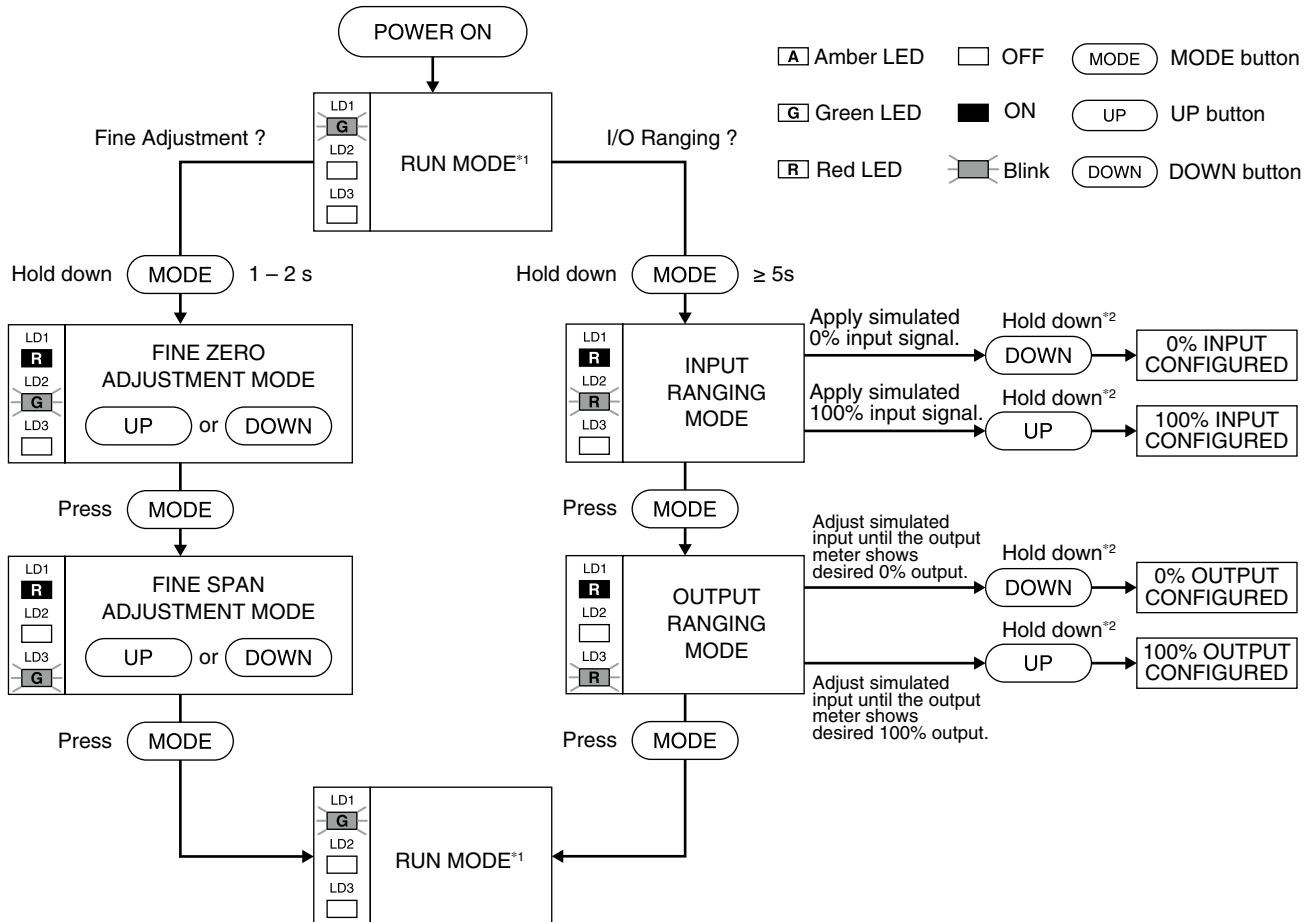 POWER ON
A Amber LED
OFF
MODE
MODE button
G Green LED
ON
UP
UP button
R Red LED
Blink
DOWN
DOWN button
Fine Adjustment ?
I/O Ranging ?
LD1
G
LD2
LD3
RUN MODE*1
Hold down
MODE
1 – 2 s
Hold down
MODE
≥ 5s
LD1
R
LD2
G
LD3
FINE ZERO
ADJUSTMENT MODE
UP or DOWN
LD1
R
LD2
R
LD3
INPUT
RANGING
MODE
Apply simulated
0% input signal.
Hold down*2
DOWN
0% INPUT
CONFIGURED
Apply simulated
100% input signal.
Hold down*2
UP
100% INPUT
CONFIGURED
Press
MODE
Press
MODE
LD1
R
LD2
LD3
G
FINE SPAN
ADJUSTMENT MODE
UP or DOWN
LD1
R
LD2
LD3
R
OUTPUT
RANGING
MODE
Adjust simulated
input until the output
meter shows
desired 0% output.
Hold down*2
DOWN
0% OUTPUT
CONFIGURED
Hold down*2
UP
100% OUTPUT
CONFIGURED
Adjust simulated
input until the output
meter shows
desired 100% output.
Press
MODE
Press
MODE
LD1
G
LD2
LD3
RUN MODE*1